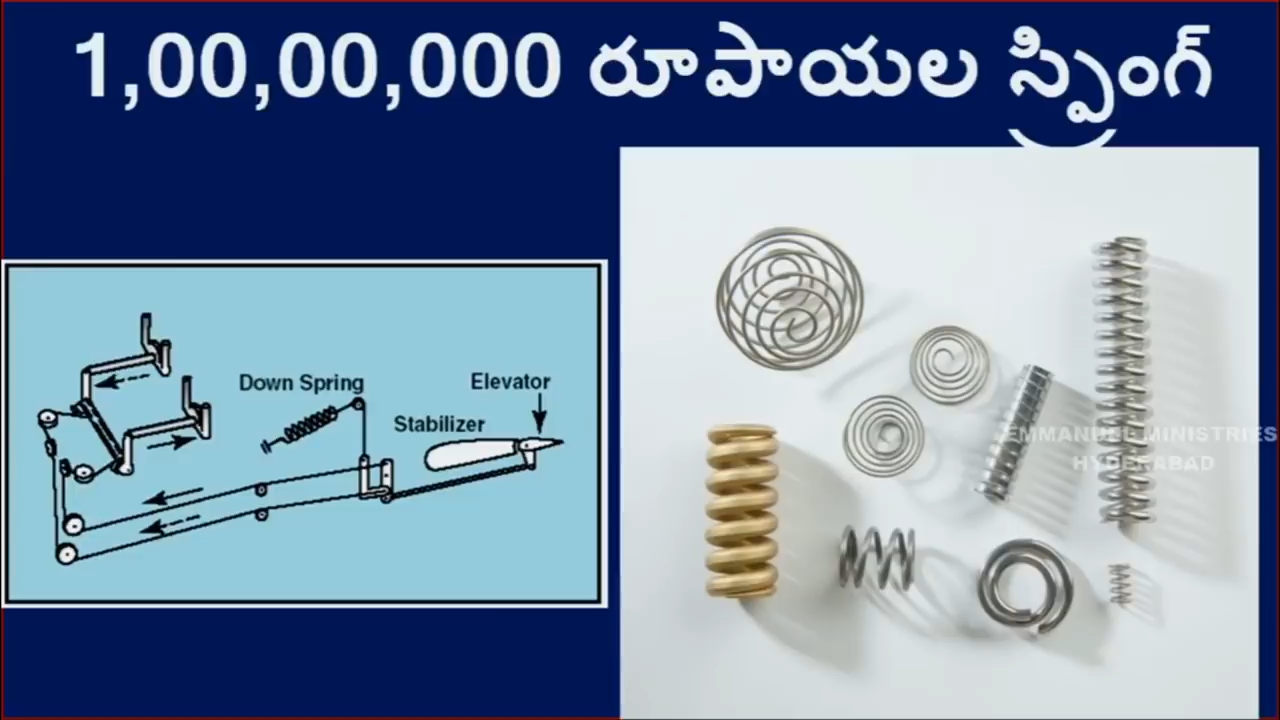 1,00,00,000 రూపాయల స్ప్రింగ్
Down Spring
Elevator
Stabilizer
EMMANUEL MINISTRIES
HYDERABAD